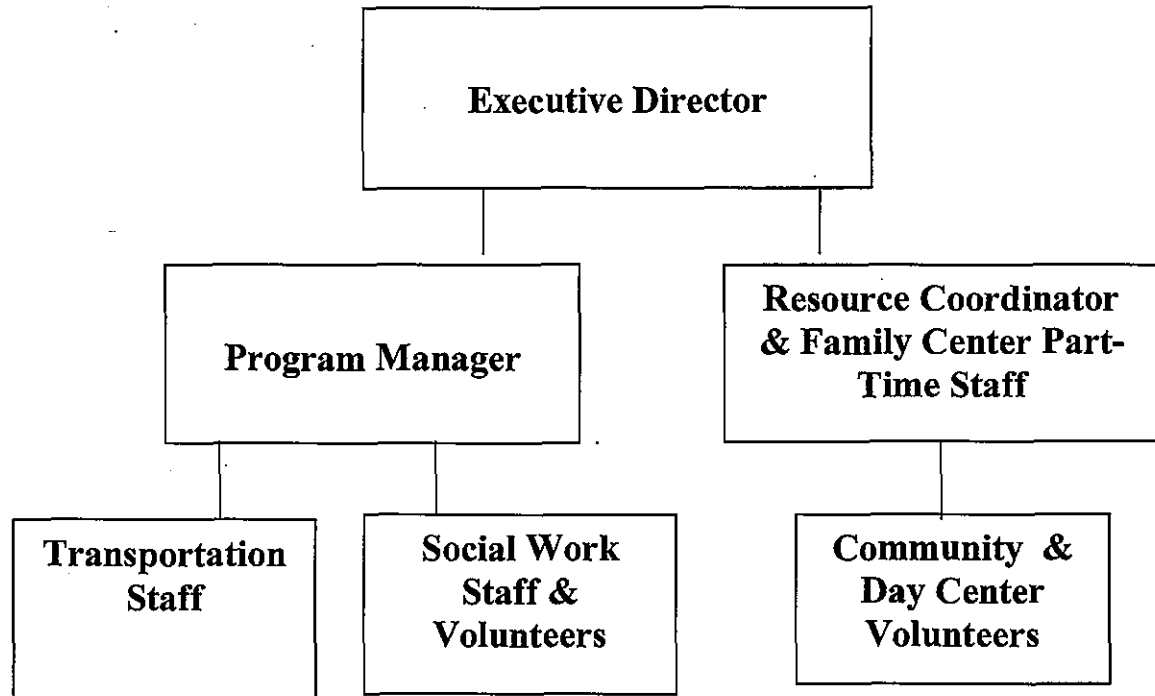 Executive Director
Program Manager
Resource Coordinator
& Family Center Part-
Time Staff
Transportation
Staff
Social Work
Staff &
Volunteers
Community &
Day Center
Volunteers